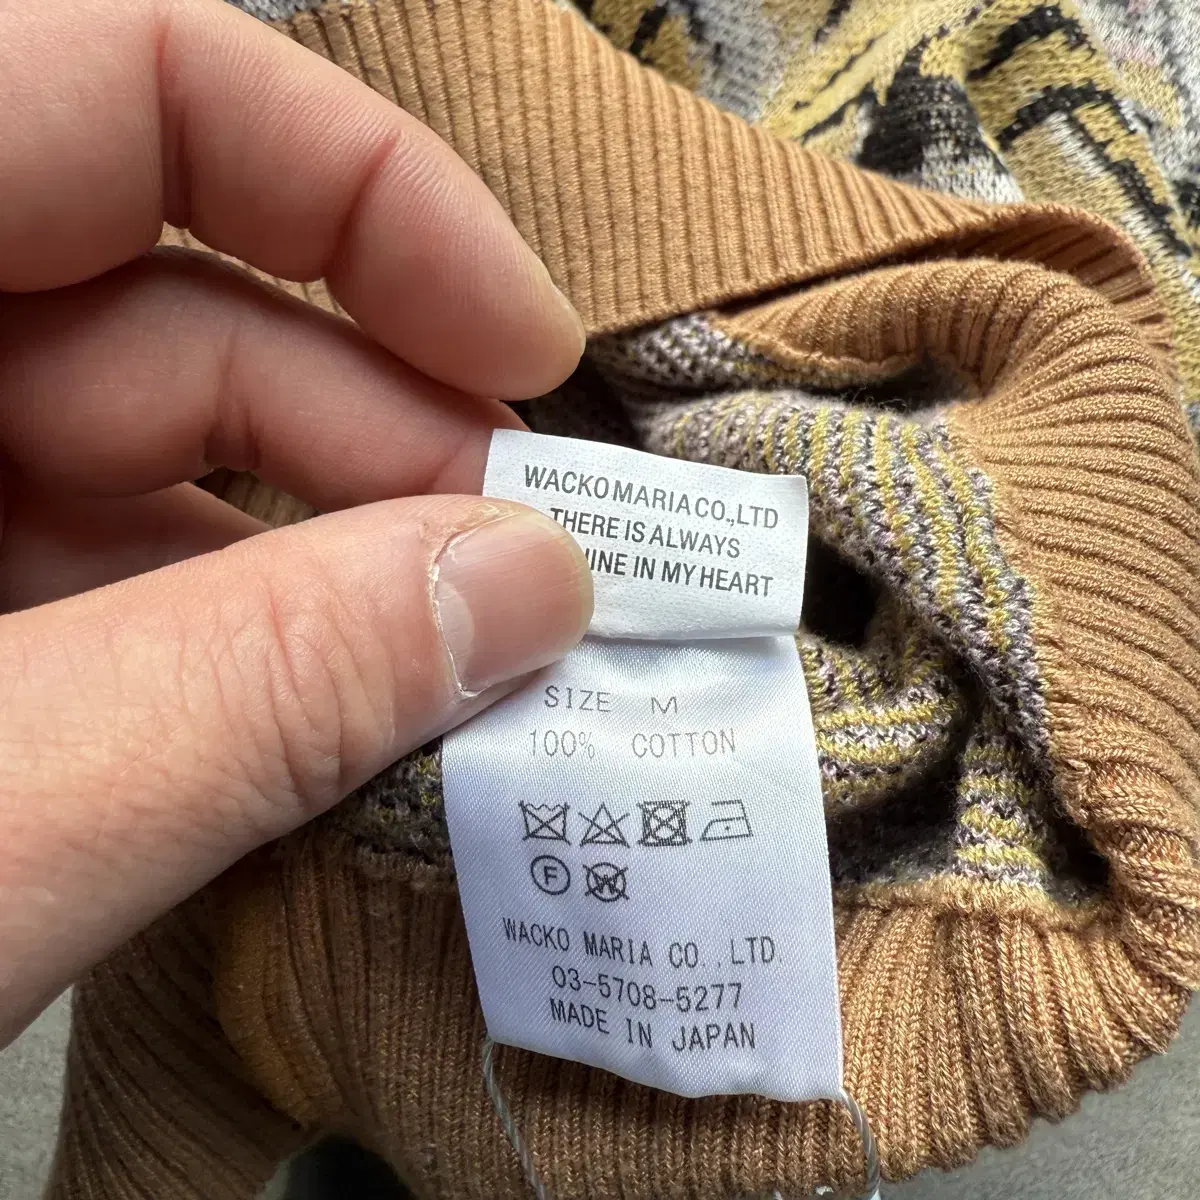 WACKO MARIA CO.,LTD
THERE IS ALWAYS
INE IN MY HEART
SIZE M
100% COTTON
F
W
WACKO MARIA CO.,LTD.
03-5708-5277
MADE IN JAPAN